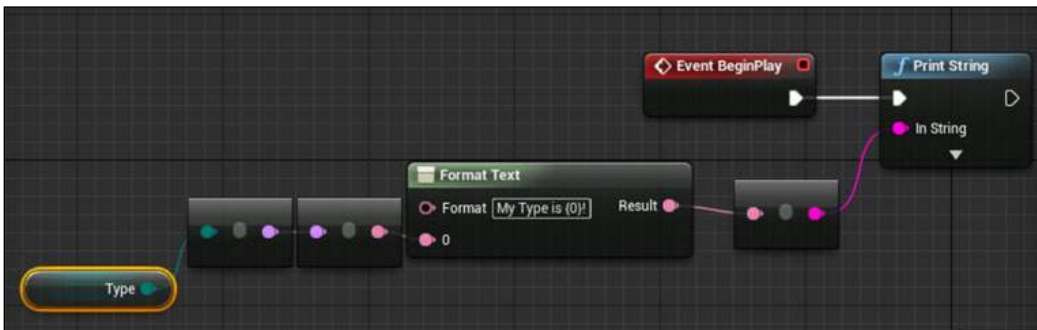 Event BeginPlay
Print String
In String
Format Text
Format My Type is {0}!
Result
0
Type